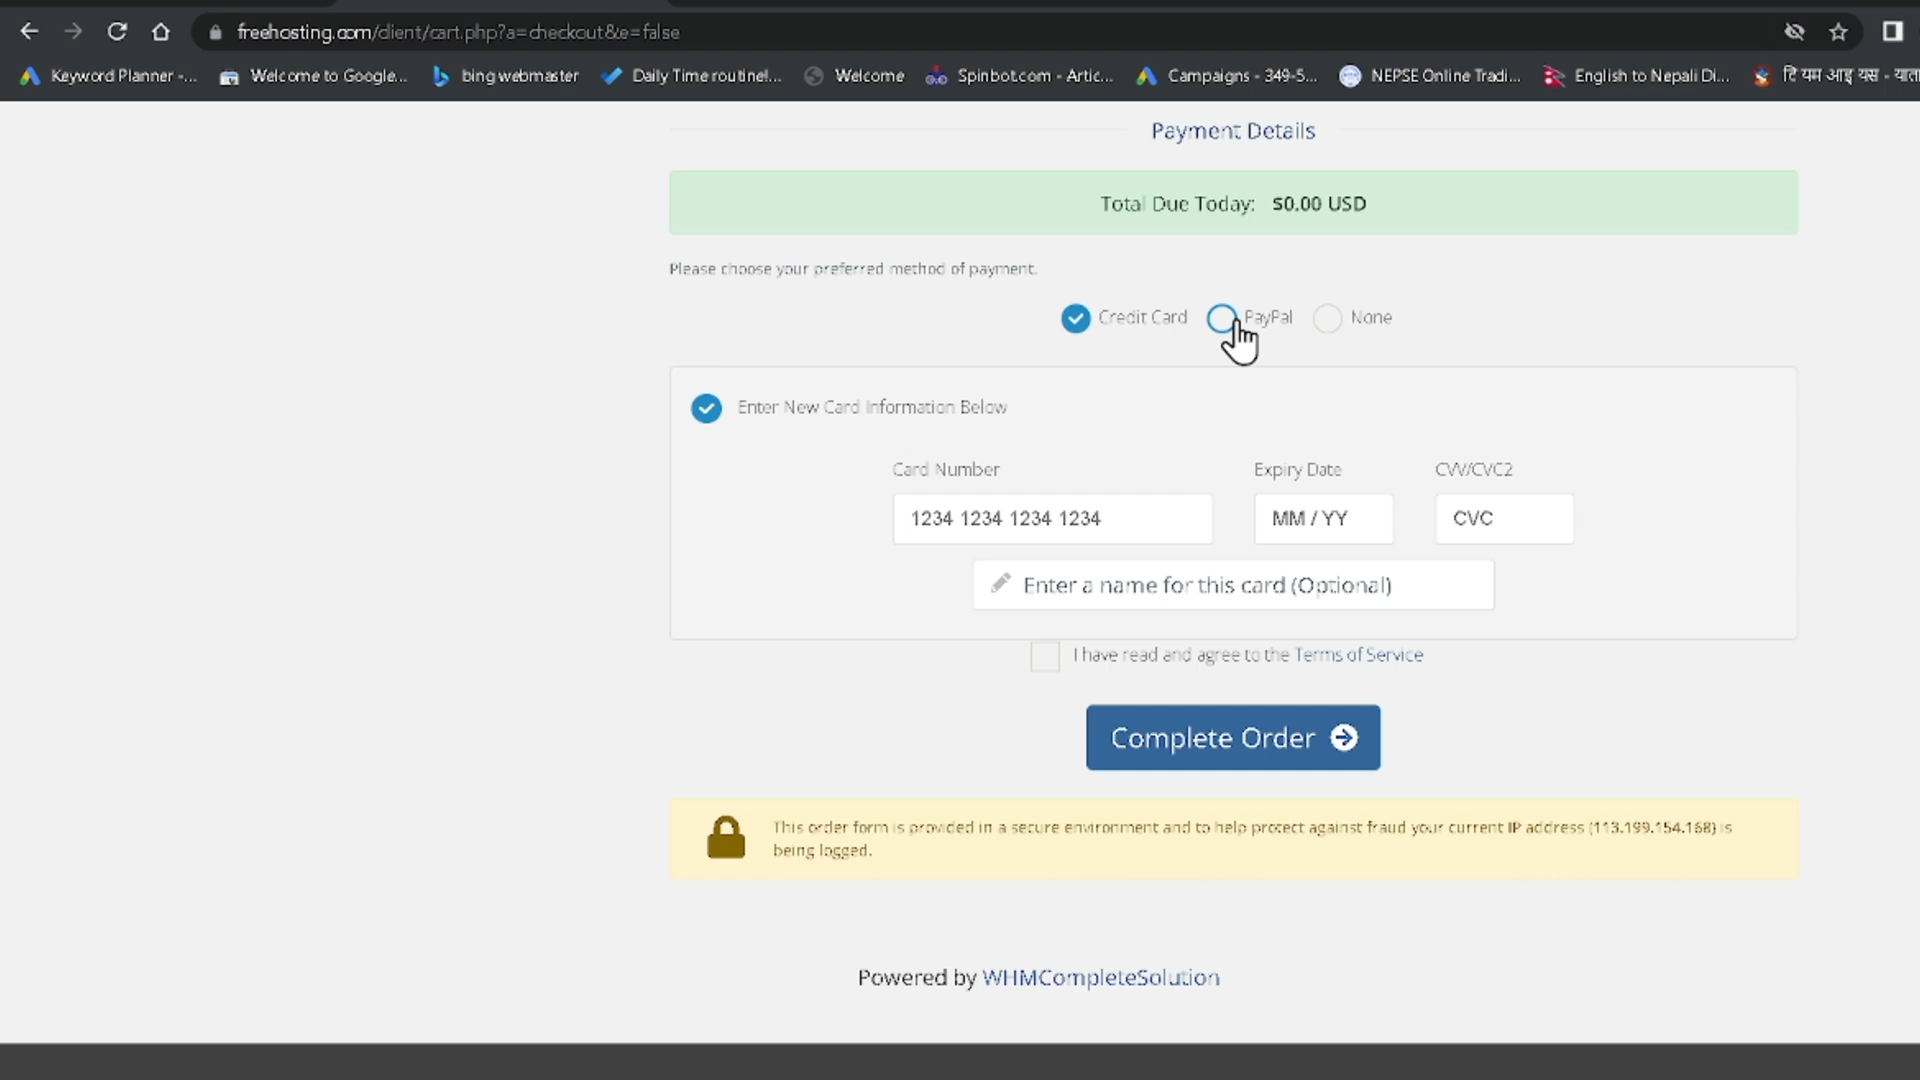 freehosting.com/client/cart.php?a=checkout&e=false
Keyword Planner -... Welcome to Google... bing webmaster Daily Time routine!... Welcome Spinbot.com - Artic... Campaigns - 349-5... NEPSE Online Tradi... English to Nepali Di... टि यम आइ यस - याता
Payment Details
Total Due Today: $0.00 USD
Please choose your preferred method of payment.
Credit Card PayPal None
Enter New Card Information Below
Card Number Expiry Date CVV/CVC2
1234 1234 1234 1234 MM / YY CVC
Enter a name for this card (Optional)
I have read and agree to the Terms of Service
Complete Order
This order form is provided in a secure environment and to help protect against fraud your current IP address (113.199.154.168) is
being logged.
Powered by WHMCompleteSolution